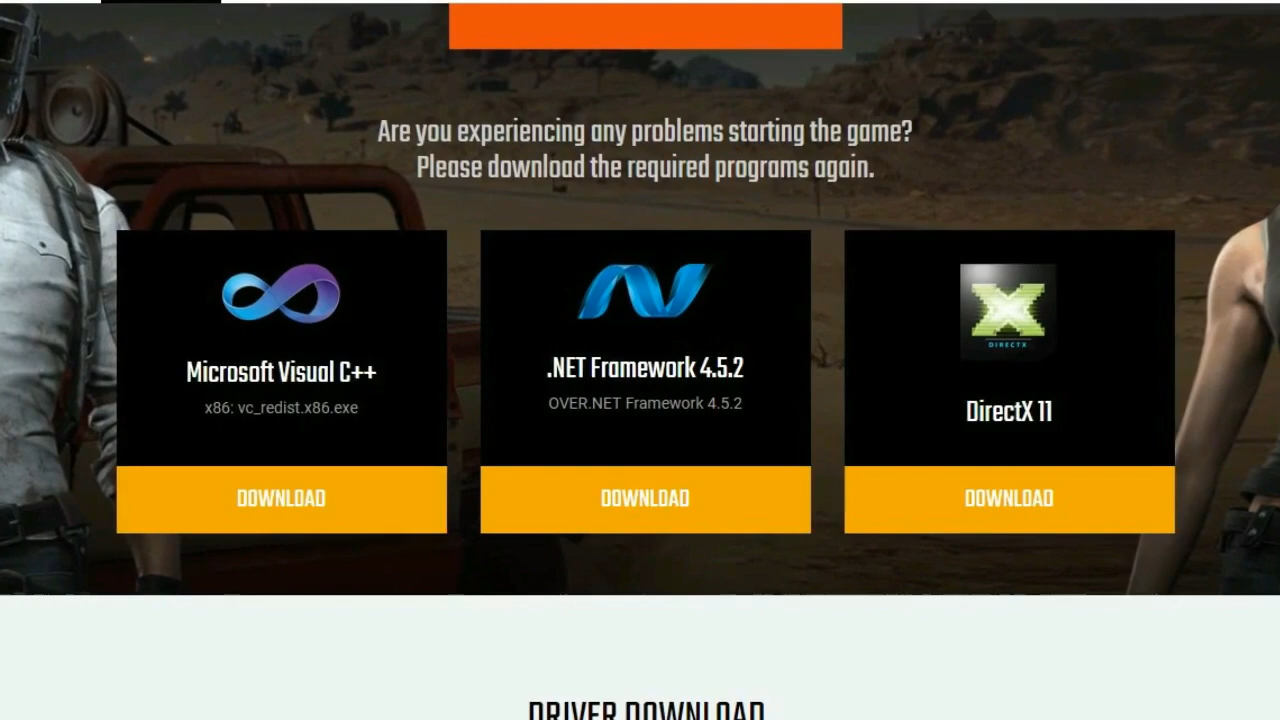 Are you experiencing any problems starting the game?
Please download the required programs again.
Microsoft Visual C++
x86: vc_redist.x86.exe
DOWNLOAD
.NET Framework 4.5.2
OVER.NET Framework 4.5.2
DOWNLOAD
DIRECTX
DirectX 11
DOWNLOAD
DRIVER DOWNLOAD